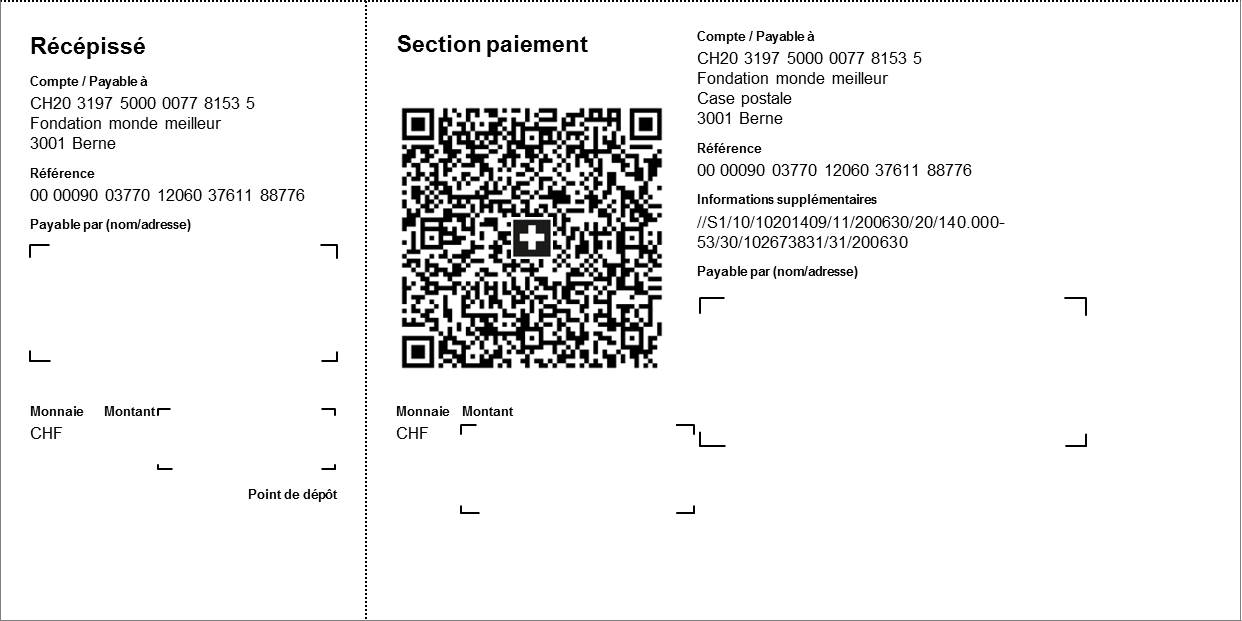 Récépissé
Compte / Payable à
CH20 3197 5000 0077 8153 5
Fondation monde meilleur
3001 Berne
Référence
00 00090 03770 12060 37611 88776
Payable par (nom/adresse)
Monnaie Montant
CHF
Point de dépôt
Section paiement
Monnaie Montant
CHF
Compte / Payable à
CH20 3197 5000 0077 8153 5
Fondation monde meilleur
Case postale
3001 Berne
Référence
00 00090 03770 12060 37611 88776
Informations supplémentaires
//S1/10/10201409/11/200630/20/140.000-
53/30/102673831/31/200630
Payable par (nom/adresse)